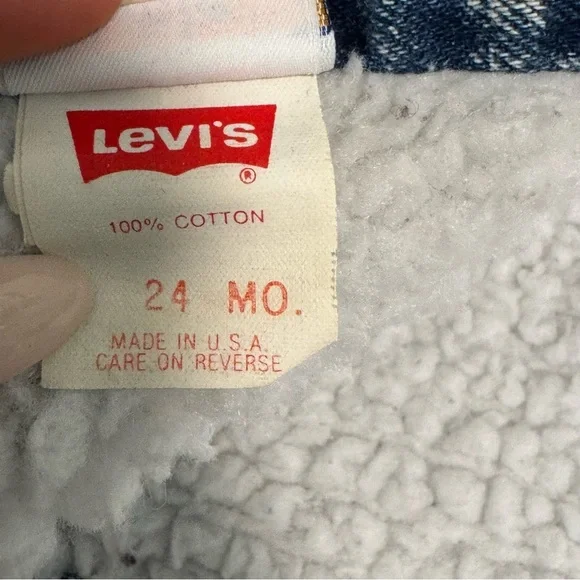 Levi's
®
100% COTTON
24 MO.
MADE IN U.S.A.
CARE ON REVERSE